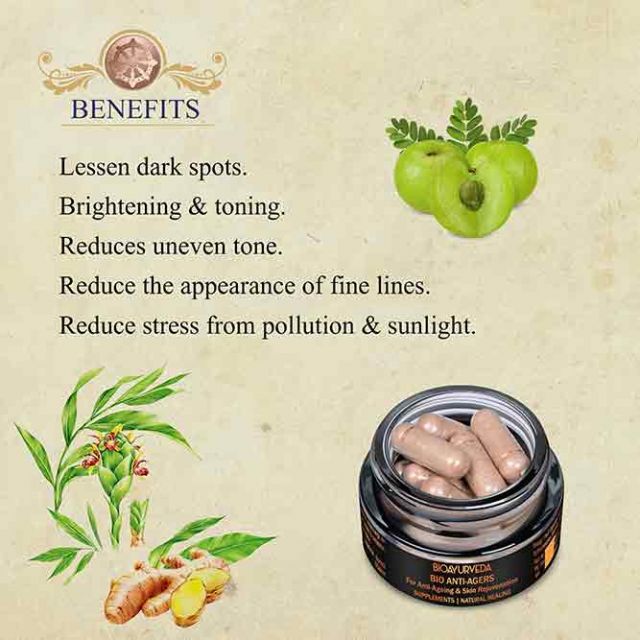 BENEFITS
Lessen dark spots.
Brightening & toning.
Reduces uneven tone.
Reduce the appearance of fine lines.
Reduce stress from pollution & sunlight.
BIOAYURVEDA
BIO ANTI-AGERS
For Anti-Ageing & Skin Rejuvenation
SUPPLEMENTS | NATURAL HEALING